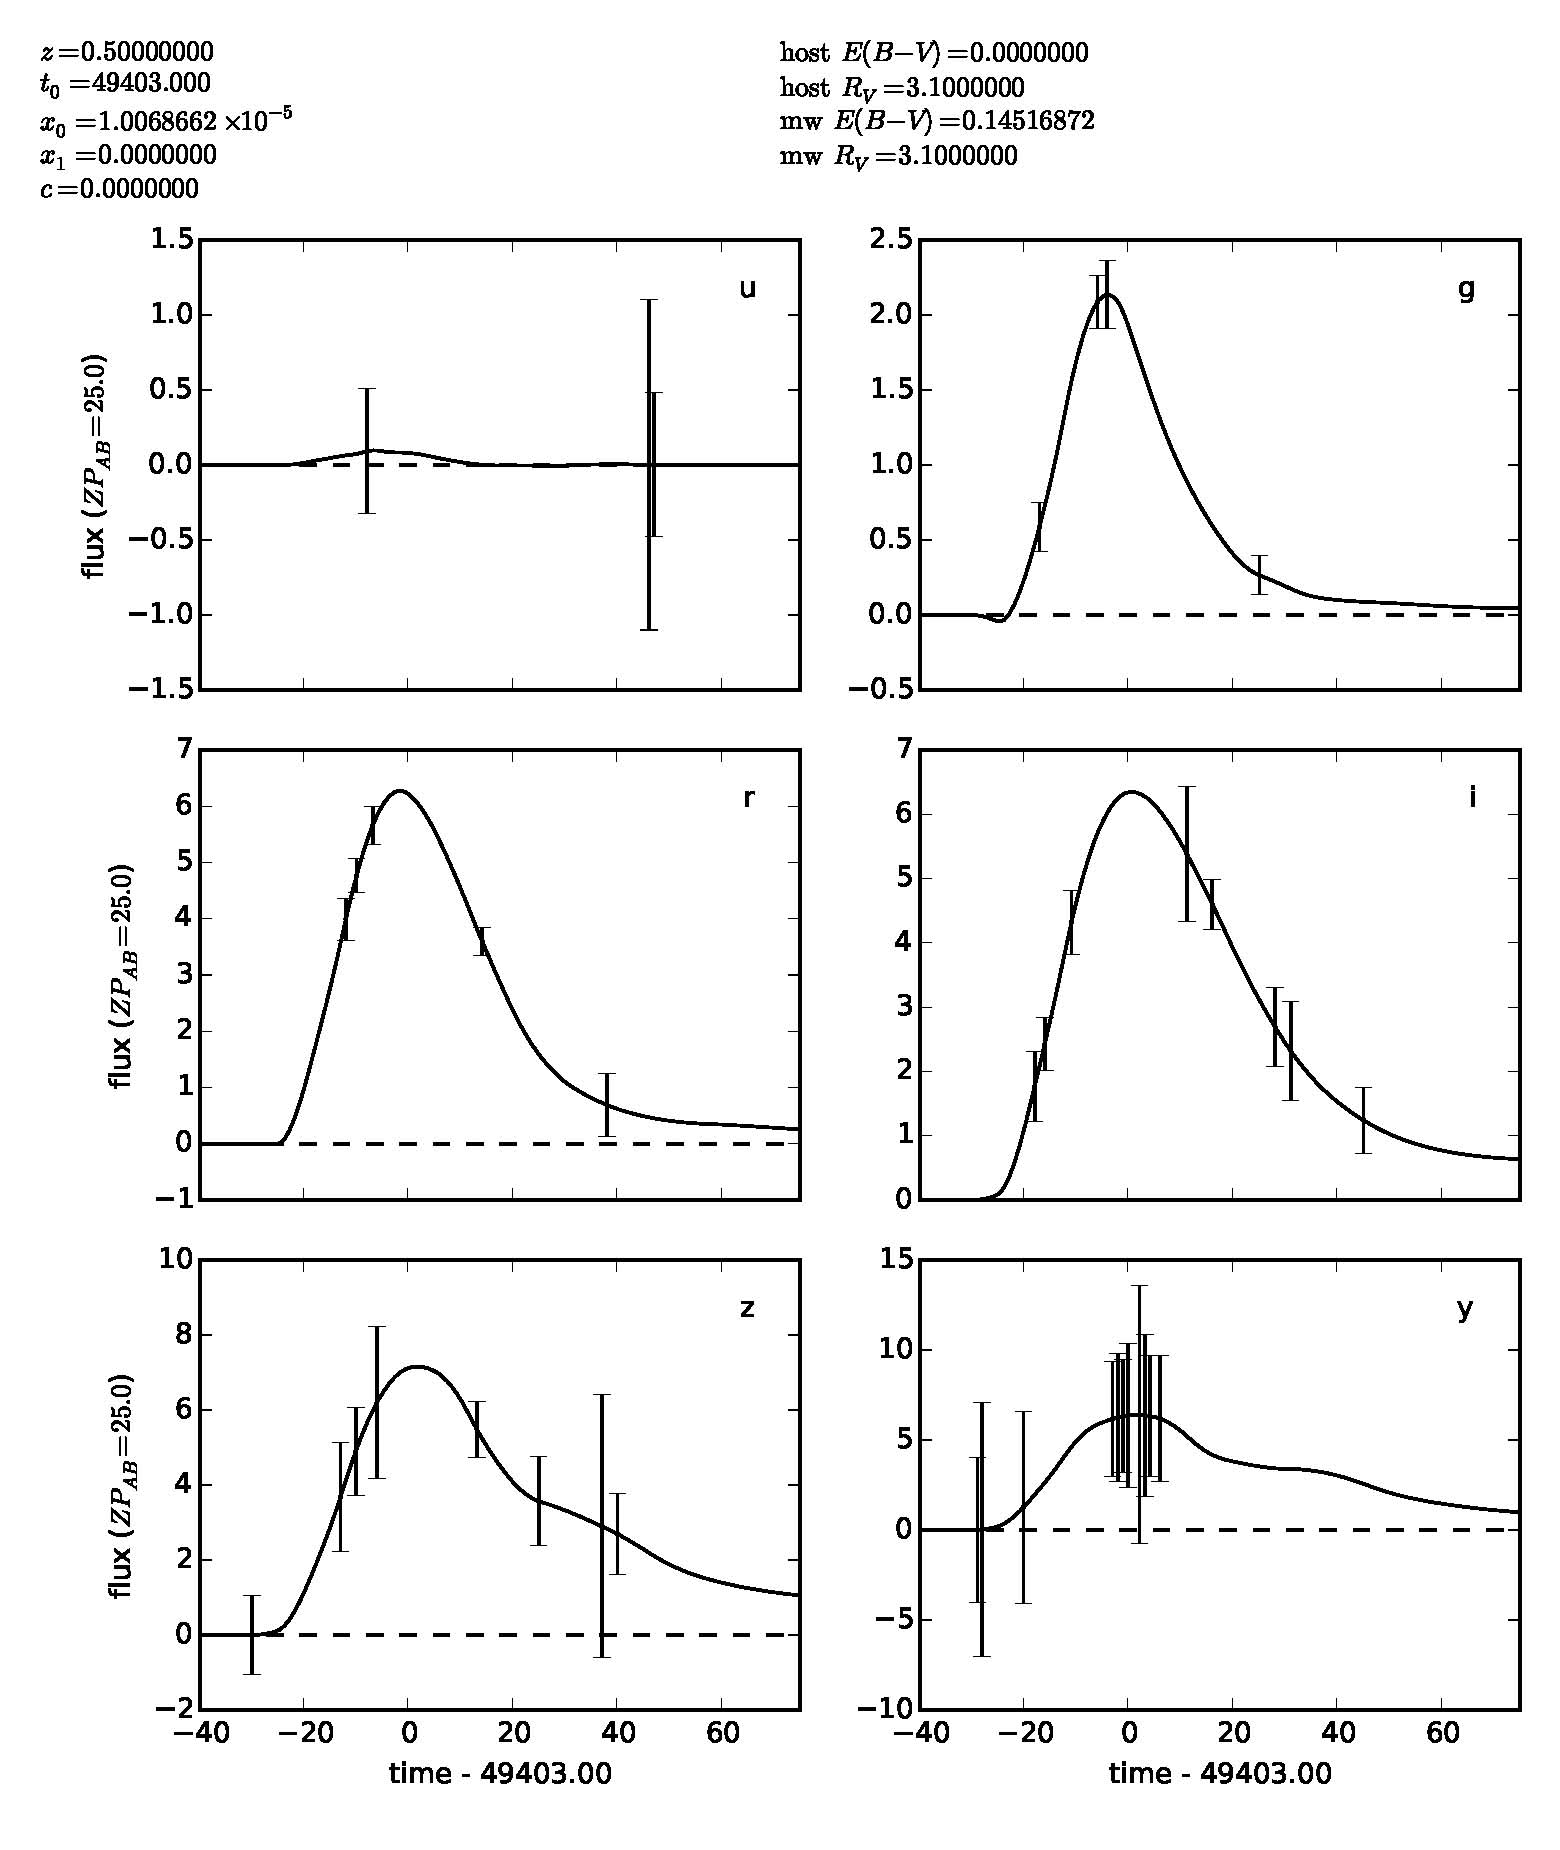 z=0.50000000
t₀=49403.000
x₀=1.0068662 ×10⁻⁵
x₁=0.0000000
c=0.0000000
host E(B−V)=0.0000000
host R_V=3.1000000
mw E(B−V)=0.14516872
mw R_V=3.1000000
u
1.5
1.0
0.5
0.0
−0.5
−1.0
−1.5
flux (ZP_AB=25.0)
g
2.5
2.0
1.5
1.0
0.5
0.0
−0.5
r
7
6
5
4
3
2
1
0
−1
flux (ZP_AB=25.0)
i
7
6
5
4
3
2
1
0
z
10
8
6
4
2
0
−2
flux (ZP_AB=25.0)
−40 −20 0 20 40 60
time - 49403.00
y
15
10
5
0
−5
−10
−40 −20 0 20 40 60
time - 49403.00